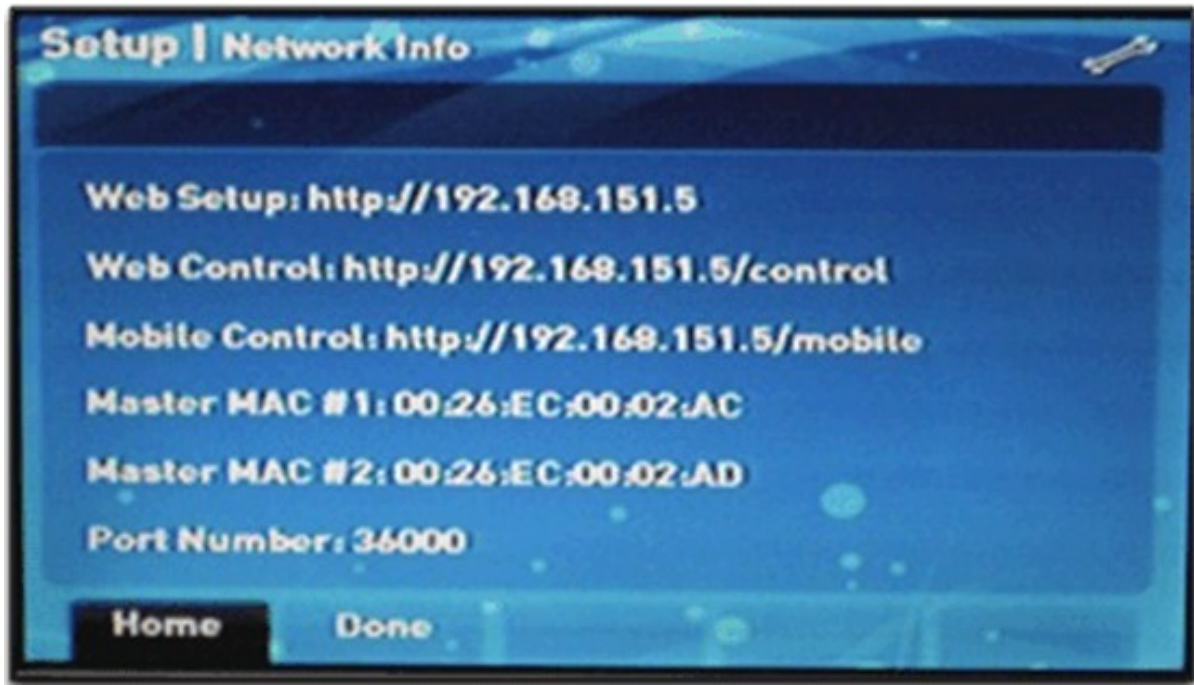 Setup | Network Info
Web Setup: http://192.168.151.5
Web Control: http://192.168.151.5/control
Mobile Control: http://192.168.151.5/mobile
Master MAC #1: 00:26:EC:00:02:AC
Master MAC #2: 00:26:EC:00:02:AD
Port Number: 36000
Home Done